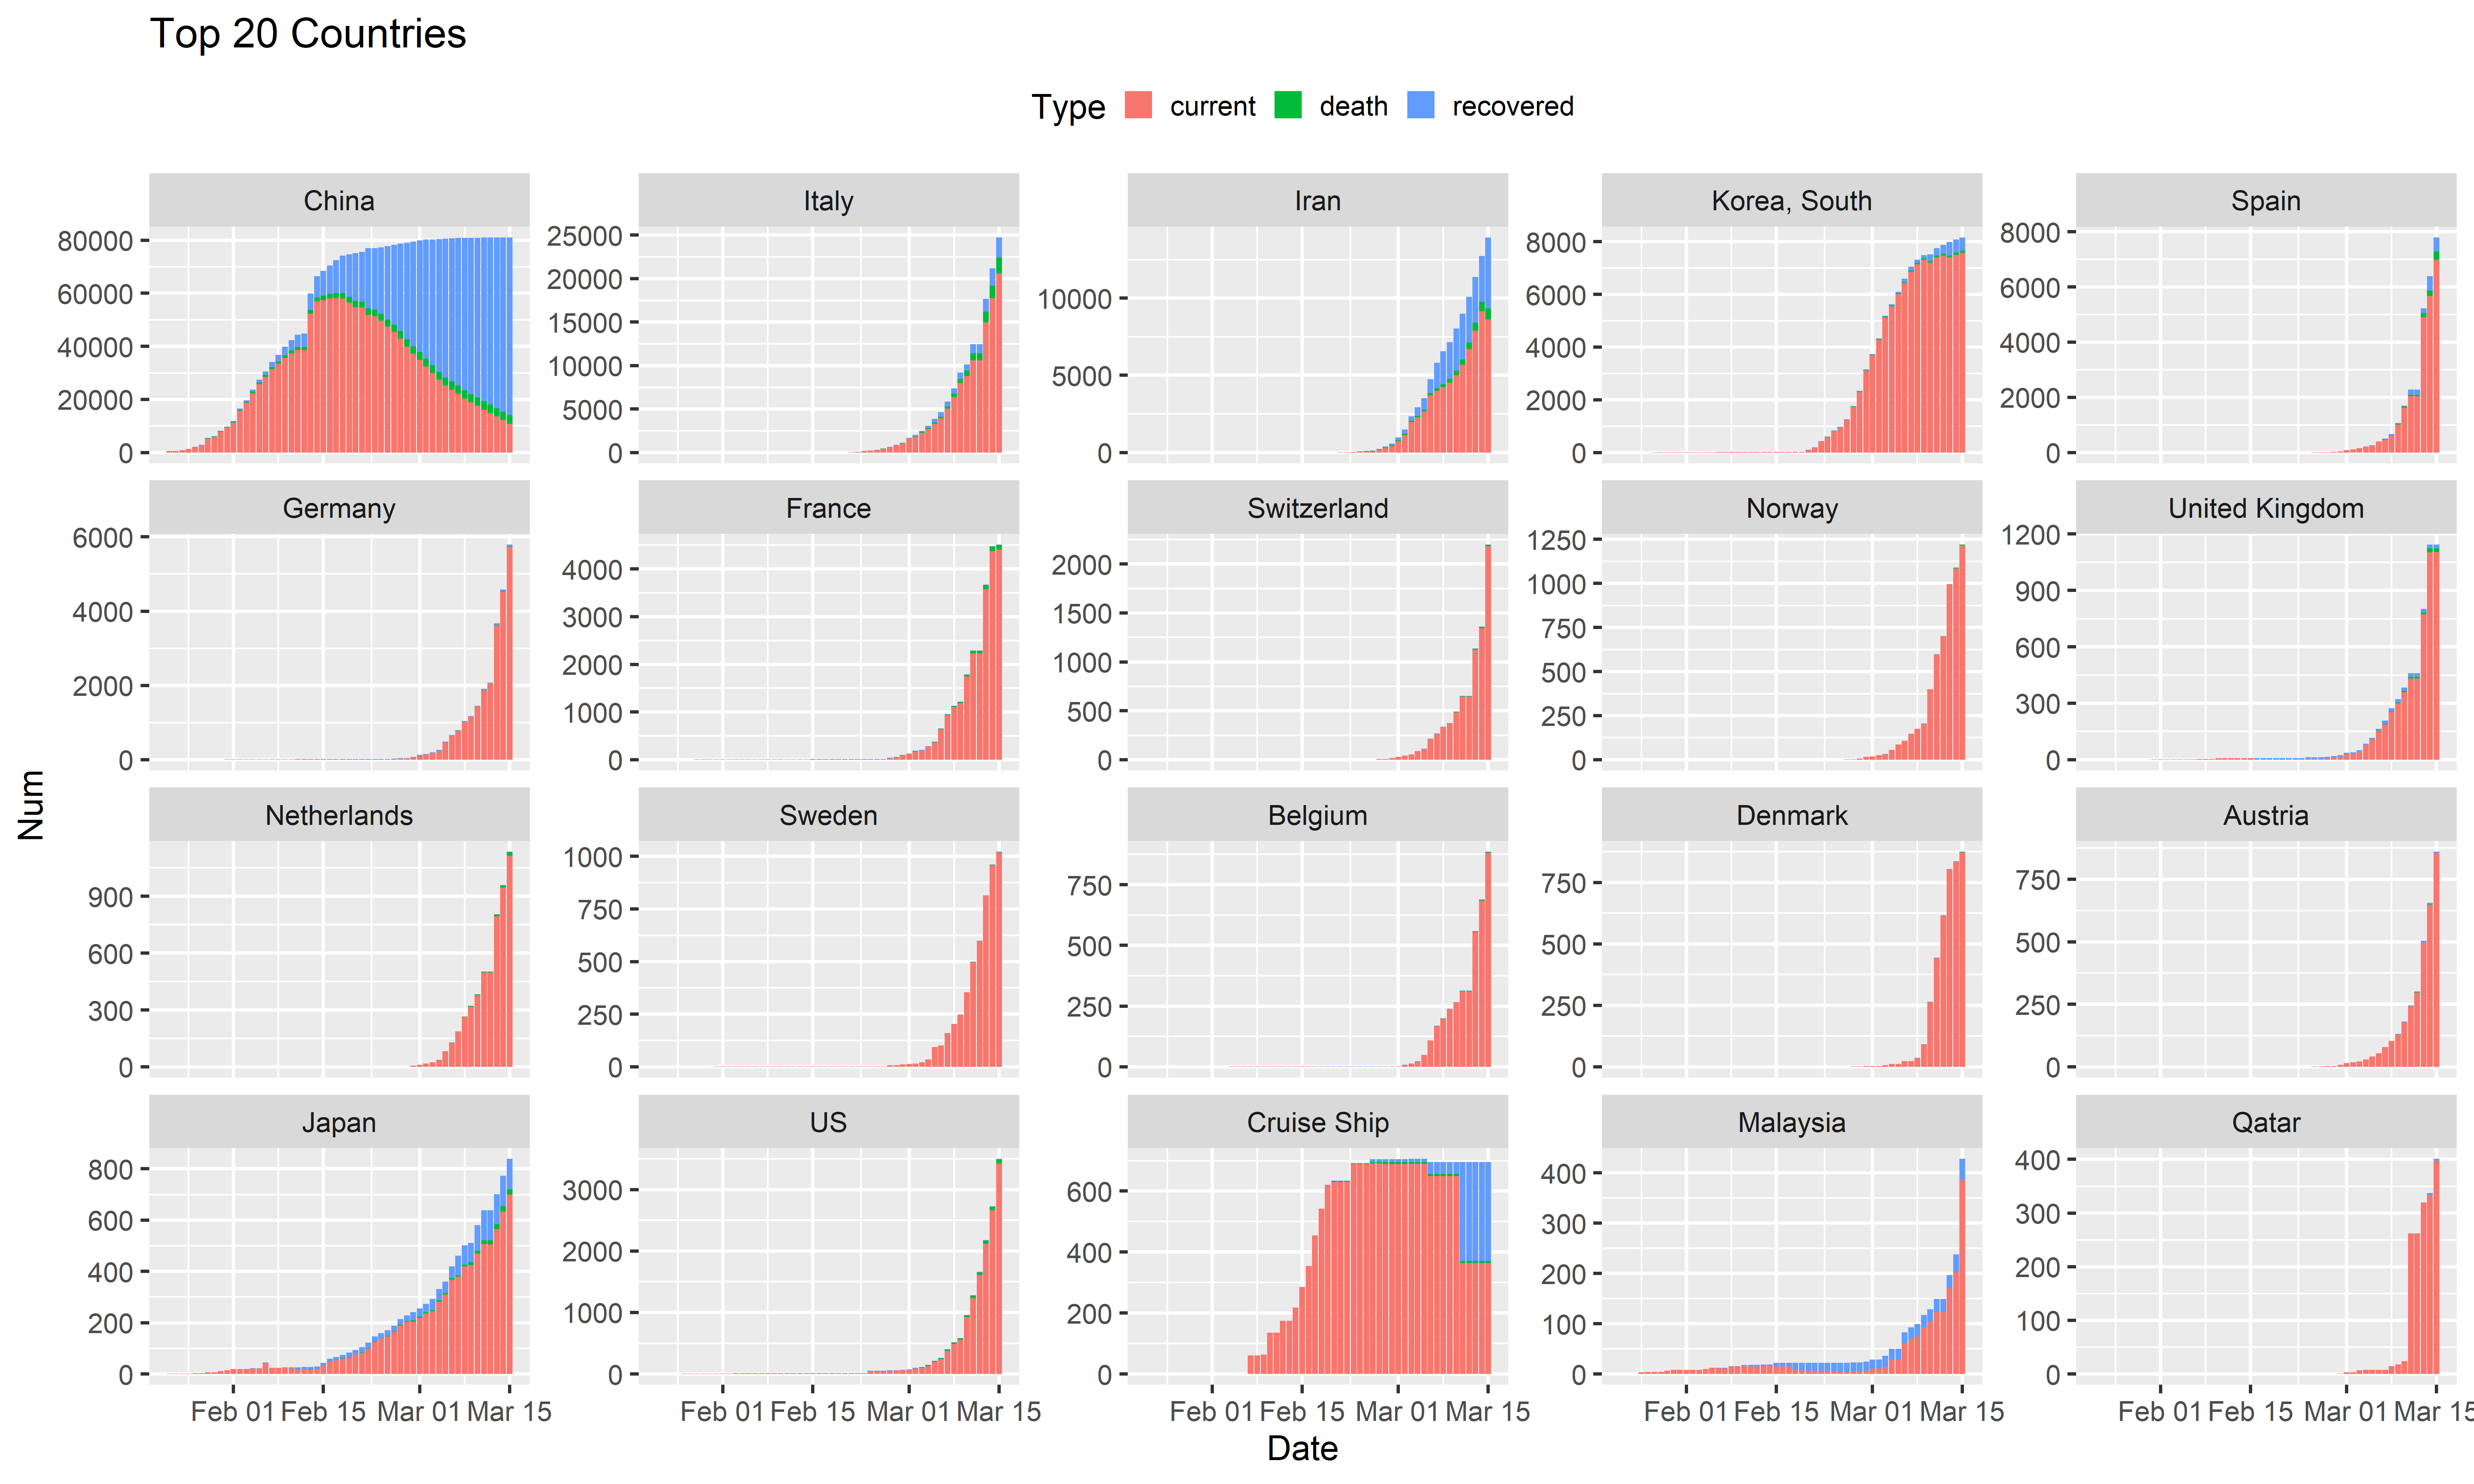 Top 20 Countries
Type current death recovered
China Italy Iran Korea, South Spain
80000 25000 10000 8000 8000
60000 20000 5000 6000 6000
40000 15000 0 4000 4000
20000 10000 2000 2000
0 5000 0 0
0
Germany France Switzerland Norway United Kingdom
6000 4000 2000 1250 1200
4000 3000 1500 1000 900
2000 2000 1000 750 600
0 1000 500 500 300
0 0 250 0
0
Num
Netherlands Sweden Belgium Denmark Austria
900 1000 750 750 750
600 750 500 500 500
300 500 250 250 250
0 250 0 0 0
0
Japan US Cruise Ship Malaysia Qatar
800 3000 600 400 400
600 2000 400 300 300
400 1000 200 200 200
200 0 0 100 100
0 0 0
Feb 01 Feb 15 Mar 01 Mar 15 Feb 01 Feb 15 Mar 01 Mar 15 Feb 01 Feb 15 Mar 01 Mar 15 Feb 01 Feb 15 Mar 01 Mar 15 Feb 01 Feb 15 Mar 01 Mar 15
Date